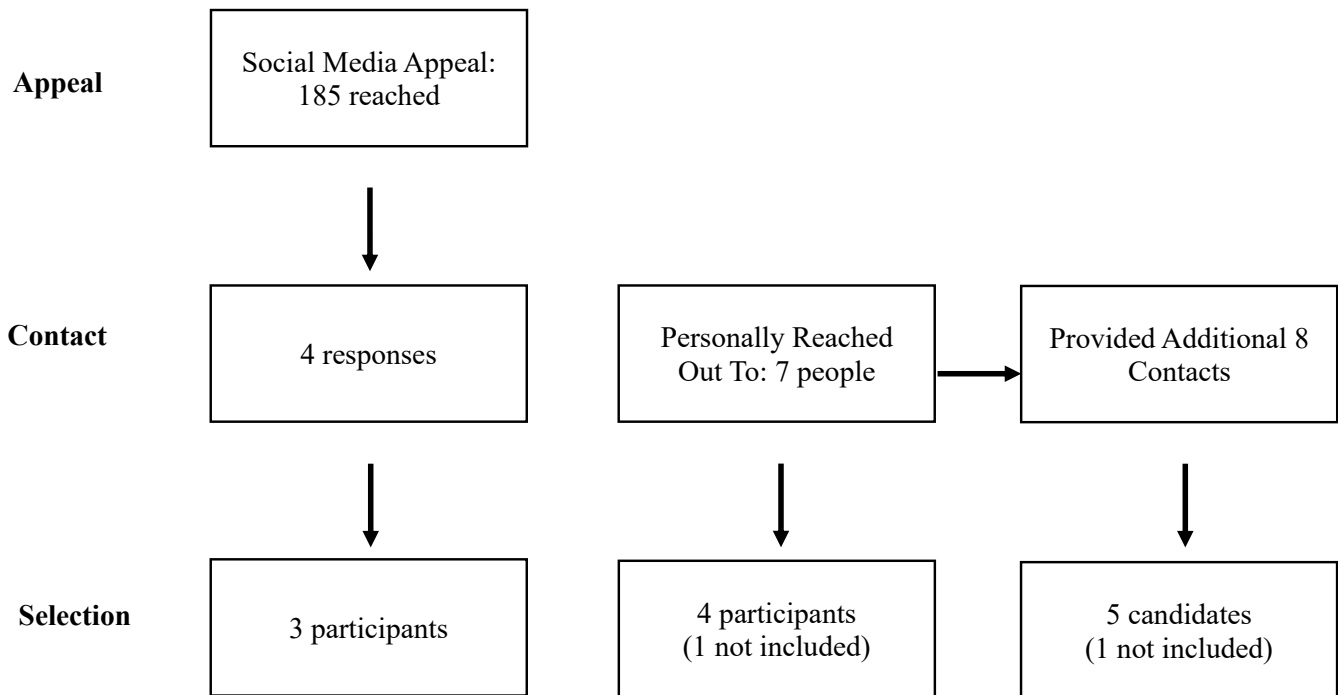 Appeal
Social Media Appeal:
185 reached
Contact
4 responses
Personally Reached
Out To: 7 people
Provided Additional 8
Contacts
Selection
3 participants
4 participants
(1 not included)
5 candidates
(1 not included)